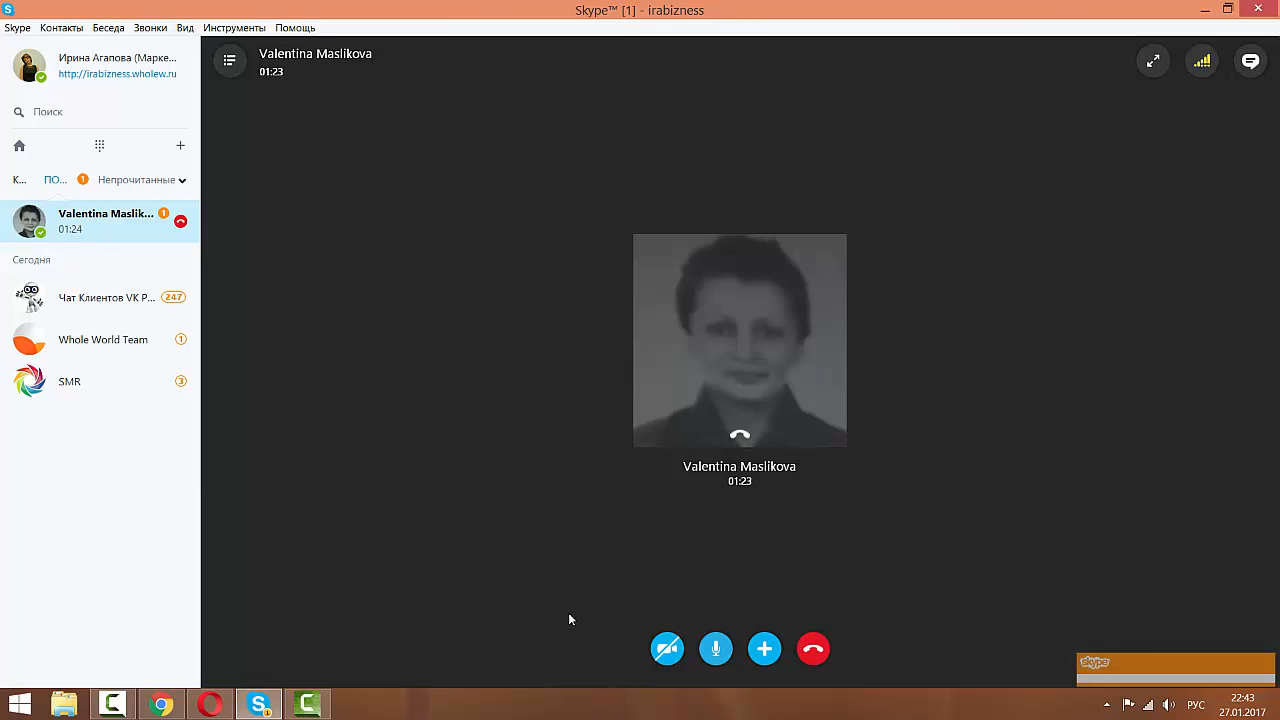 Skype™ [1] - irabizness
Skype Контакты Беседа Звонки Вид Инструменты Помощь
Ирина Агапова (Марке...
http://irabizness.wholew.ru
Поиск
К... ПО... 1 Непрочитанные
Valentina Maslik... 1
01:24
Сегодня
Чат Клиентов VK P... 247
Whole World Team 1
SMR 3
Valentina Maslikova
01:23
Valentina Maslikova
01:23
skype
РУС
22:43
27.01.2017